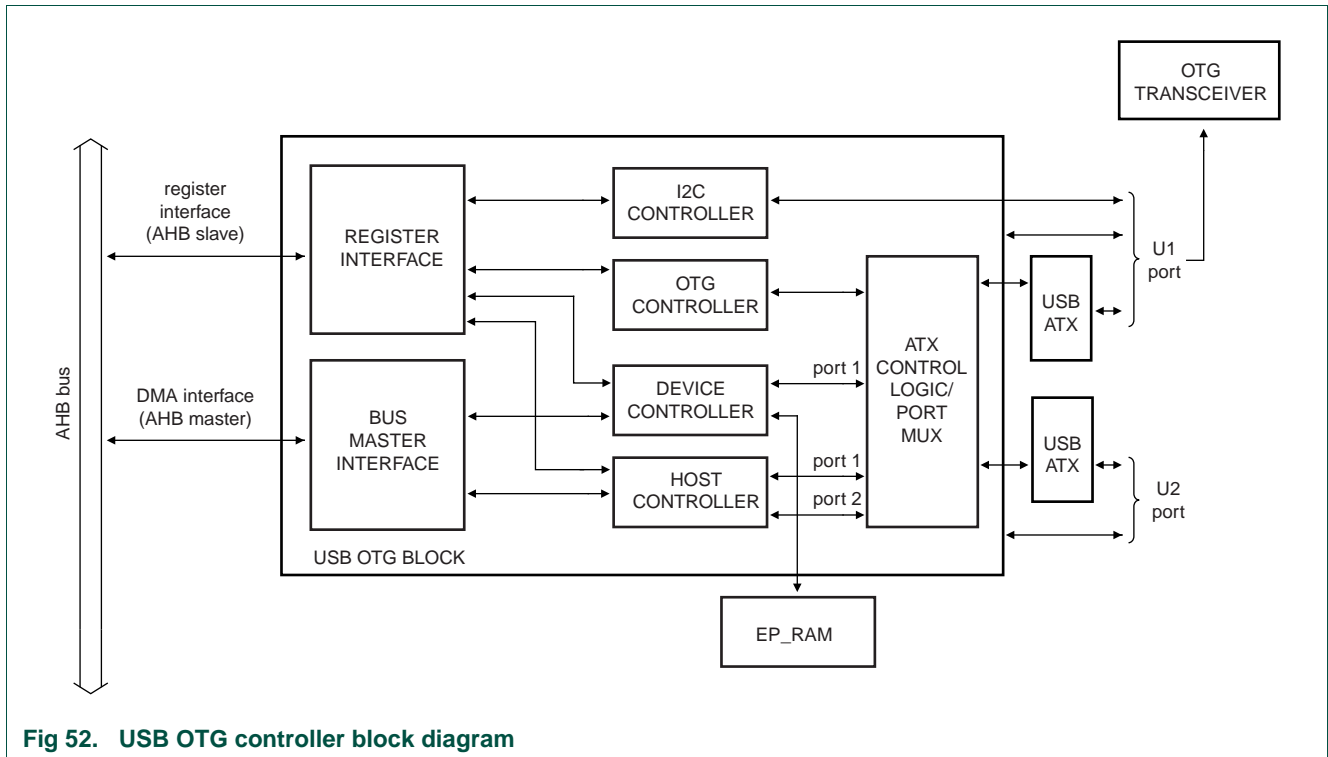 OTG
TRANSCEIVER
AHB bus
register
interface
(AHB slave)
DMA interface
(AHB master)
REGISTER
INTERFACE
BUS
MASTER
INTERFACE
USB OTG BLOCK
I2C
CONTROLLER
OTG
CONTROLLER
DEVICE
CONTROLLER
HOST
CONTROLLER
port 1
port 1
port 2
ATX
CONTROL
LOGIC/
PORT
MUX
USB
ATX
USB
ATX
U1
port
U2
port
EP_RAM
Fig 52. USB OTG controller block diagram